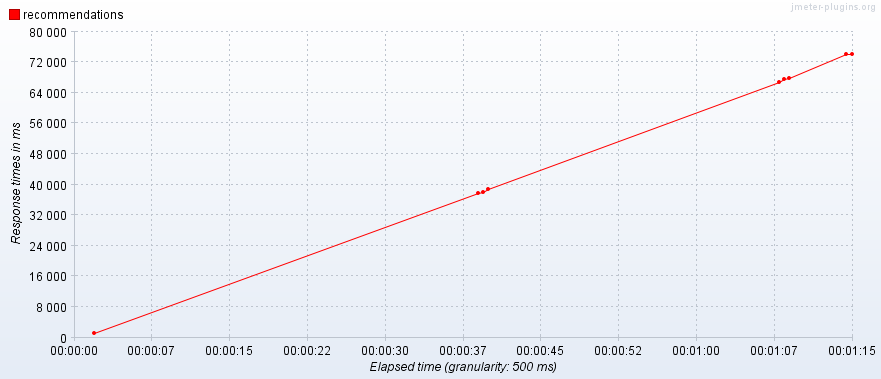 jmeter-plugins.org
recommendations
80 000
72 000
64 000
56 000
48 000
40 000
32 000
24 000
16 000
8 000
0
Response times in ms
00:00:00 00:00:07 00:00:15 00:00:22 00:00:30 00:00:37 00:00:45 00:00:52 00:01:00 00:01:07 00:01:15
Elapsed time (granularity: 500 ms)